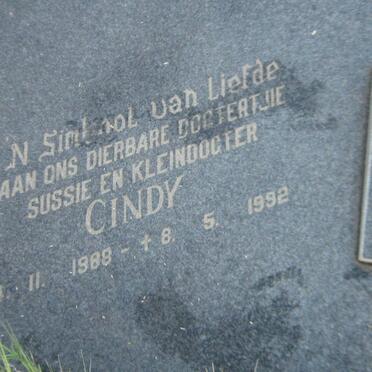 'N Simbool van Liefde
AAN ONS DIERBARE DOGTERTJIE
SUSSIE EN KLEINDOGTER
CINDY
11. 1988 - † 8. 5. 1992